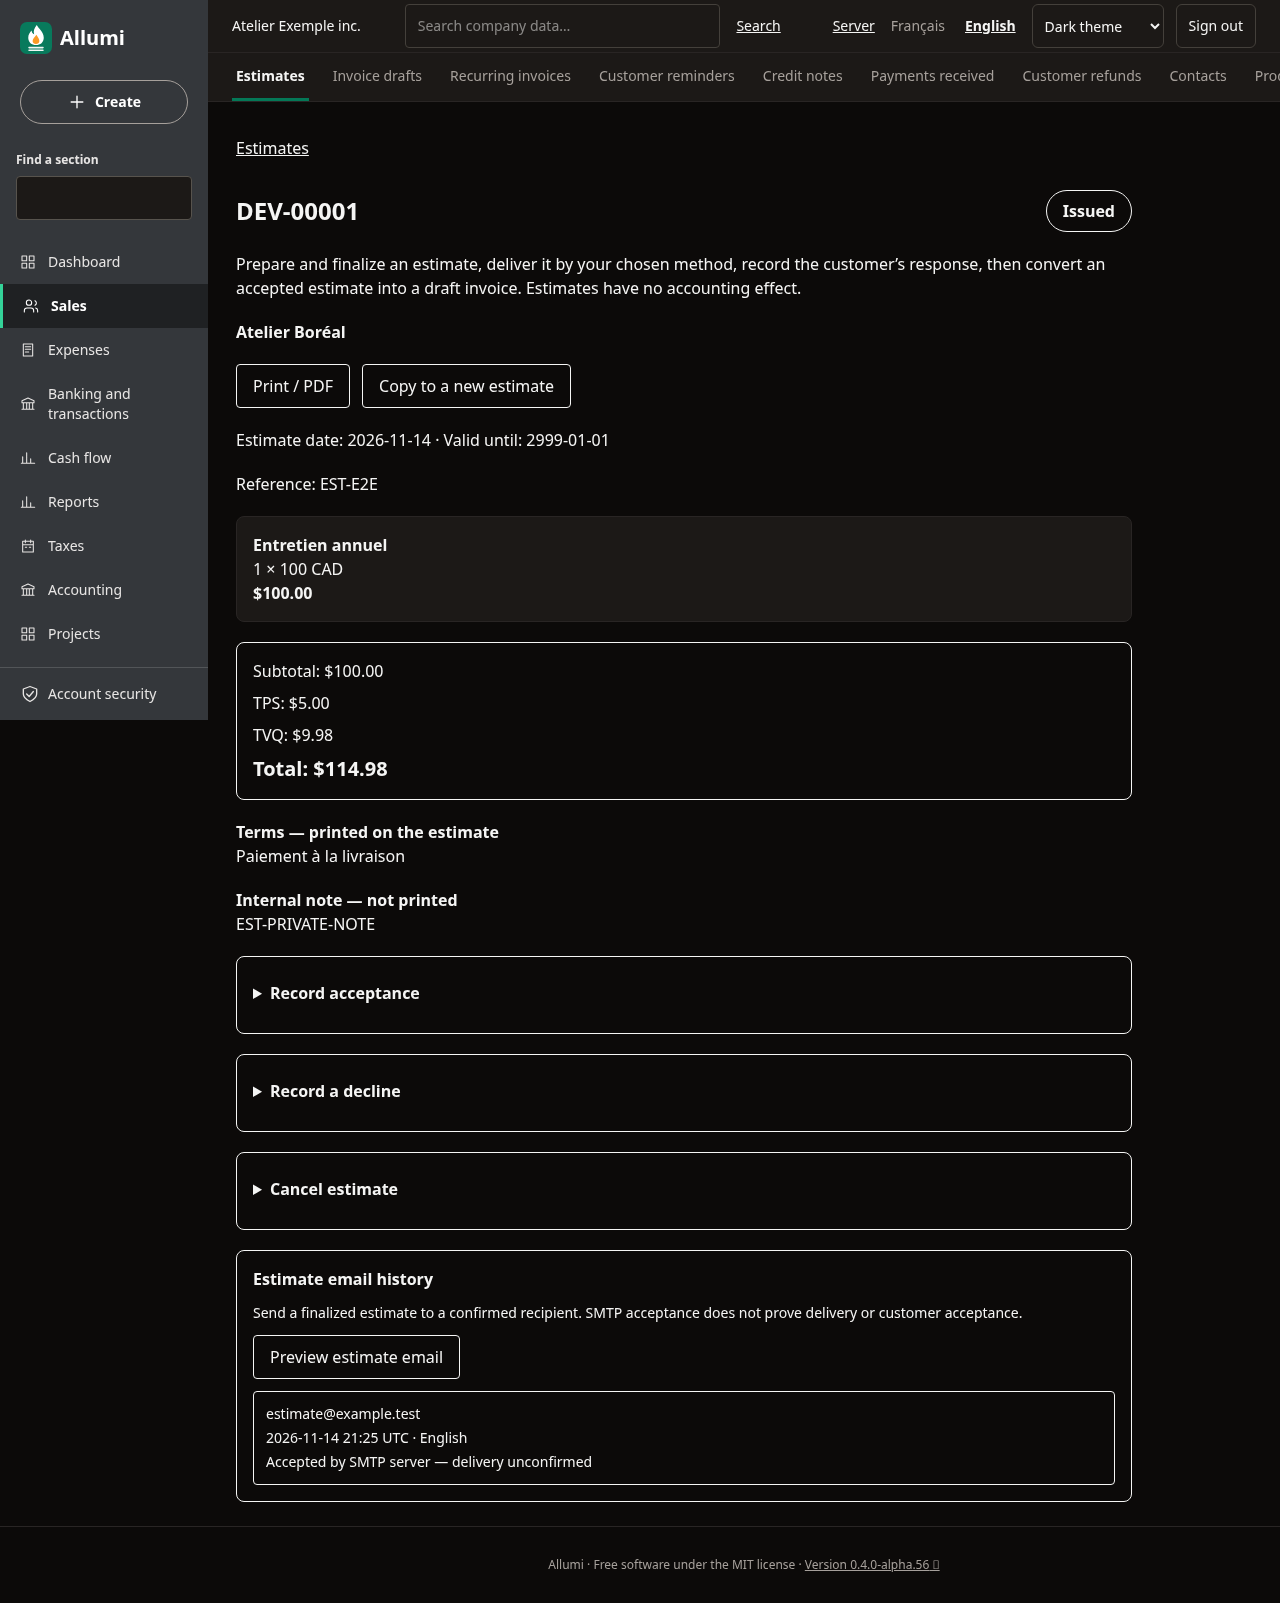 Allumi
Create
Find a section
Dashboard
Sales
Expenses
Banking and
transactions
Cash flow
Reports
Taxes
Accounting
Projects
Account security
Atelier Exemple inc.
Search company data...
Search
Server
Français
English
Dark theme
Sign out
Estimates
Invoice drafts
Recurring invoices
Customer reminders
Credit notes
Payments received
Customer refunds
Contacts
Estimates
DEV-00001
Issued
Prepare and finalize an estimate, deliver it by your chosen method, record the customer’s response, then convert an
accepted estimate into a draft invoice. Estimates have no accounting effect.
Atelier Boréal
Print / PDF
Copy to a new estimate
Estimate date: 2026-11-14 · Valid until: 2999-01-01
Reference: EST-E2E
Entretien annuel
1 × 100 CAD
$100.00
Subtotal: $100.00
TPS: $5.00
TVQ: $9.98
Total: $114.98
Terms — printed on the estimate
Paiement à la livraison
Internal note — not printed
EST-PRIVATE-NOTE
Record acceptance
Record a decline
Cancel estimate
Estimate email history
Send a finalized estimate to a confirmed recipient. SMTP acceptance does not prove delivery or customer acceptance.
Preview estimate email
estimate@example.test
2026-11-14 21:25 UTC · English
Accepted by SMTP server — delivery unconfirmed
Allumi · Free software under the MIT license · Version 0.4.0-alpha.56